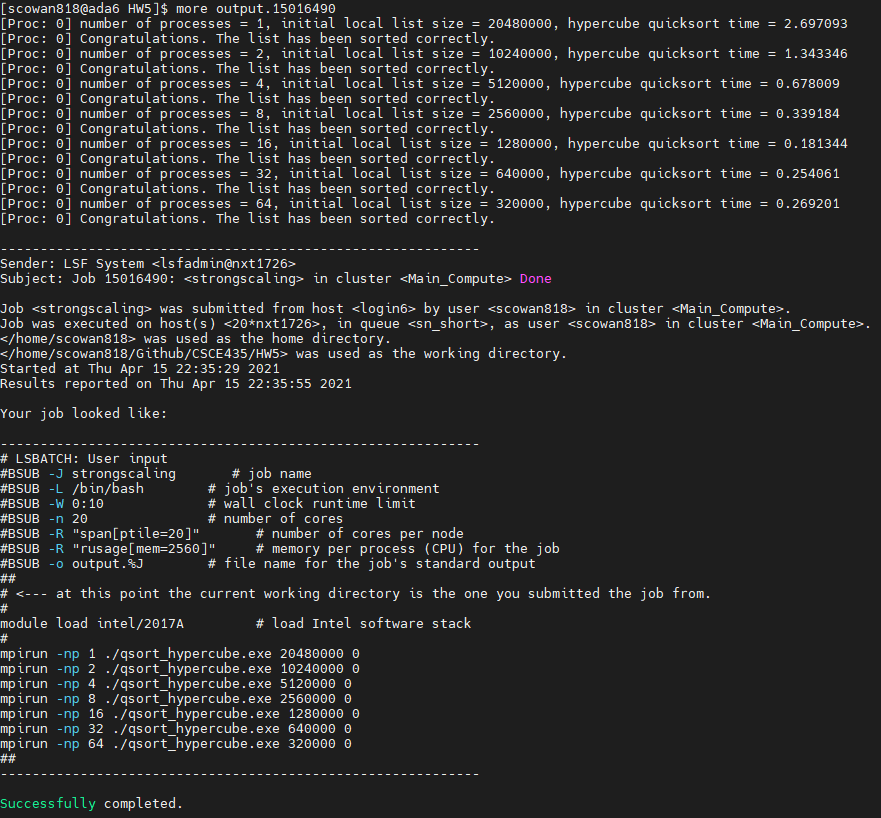 [scowan818@ada6 HW5]$ more output.15016490
[Proc: 0] number of processes = 1, initial local list size = 20480000, hypercube quicksort time = 2.697093
[Proc: 0] Congratulations. The list has been sorted correctly.
[Proc: 0] number of processes = 2, initial local list size = 10240000, hypercube quicksort time = 1.343346
[Proc: 0] Congratulations. The list has been sorted correctly.
[Proc: 0] number of processes = 4, initial local list size = 5120000, hypercube quicksort time = 0.678009
[Proc: 0] Congratulations. The list has been sorted correctly.
[Proc: 0] number of processes = 8, initial local list size = 2560000, hypercube quicksort time = 0.339184
[Proc: 0] Congratulations. The list has been sorted correctly.
[Proc: 0] number of processes = 16, initial local list size = 1280000, hypercube quicksort time = 0.181344
[Proc: 0] Congratulations. The list has been sorted correctly.
[Proc: 0] number of processes = 32, initial local list size = 640000, hypercube quicksort time = 0.254061
[Proc: 0] Congratulations. The list has been sorted correctly.
[Proc: 0] number of processes = 64, initial local list size = 320000, hypercube quicksort time = 0.269201
[Proc: 0] Congratulations. The list has been sorted correctly.

------------------------------------------------------------
Sender: LSF System <lsfadmin@nxt1726>
Subject: Job 15016490: <strongscaling> in cluster <Main_Compute> Done

Job <strongscaling> was submitted from host <login6> by user <scowan818> in cluster <Main_Compute>.
Job was executed on host(s) <20*nxt1726>, in queue <sn_short>, as user <scowan818> in cluster <Main_Compute>.
</home/scowan818> was used as the home directory.
</home/scowan818/Github/CSCE435/HW5> was used as the working directory.
Started at Thu Apr 15 22:35:29 2021
Results reported on Thu Apr 15 22:35:55 2021

Your job looked like:

------------------------------------------------------------
# LSBATCH: User input
#BSUB -J strongscaling       # job name
#BSUB -L /bin/bash        # job's execution environment
#BSUB -W 0:10             # wall clock runtime limit
#BSUB -n 20               # number of cores
#BSUB -R "span[ptile=20]"       # number of cores per node
#BSUB -R "rusage[mem=2560]"     # memory per process (CPU) for the job
#BSUB -o output.%J        # file name for the job's standard output
##
# <--- at this point the current working directory is the one you submitted the job from.
#
module load intel/2017A         # load Intel software stack
#
mpirun -np 1 ./qsort_hypercube.exe 20480000 0
mpirun -np 2 ./qsort_hypercube.exe 10240000 0
mpirun -np 4 ./qsort_hypercube.exe 5120000 0
mpirun -np 8 ./qsort_hypercube.exe 2560000 0
mpirun -np 16 ./qsort_hypercube.exe 1280000 0
mpirun -np 32 ./qsort_hypercube.exe 640000 0
mpirun -np 64 ./qsort_hypercube.exe 320000 0
##
------------------------------------------------------------

Successfully completed.